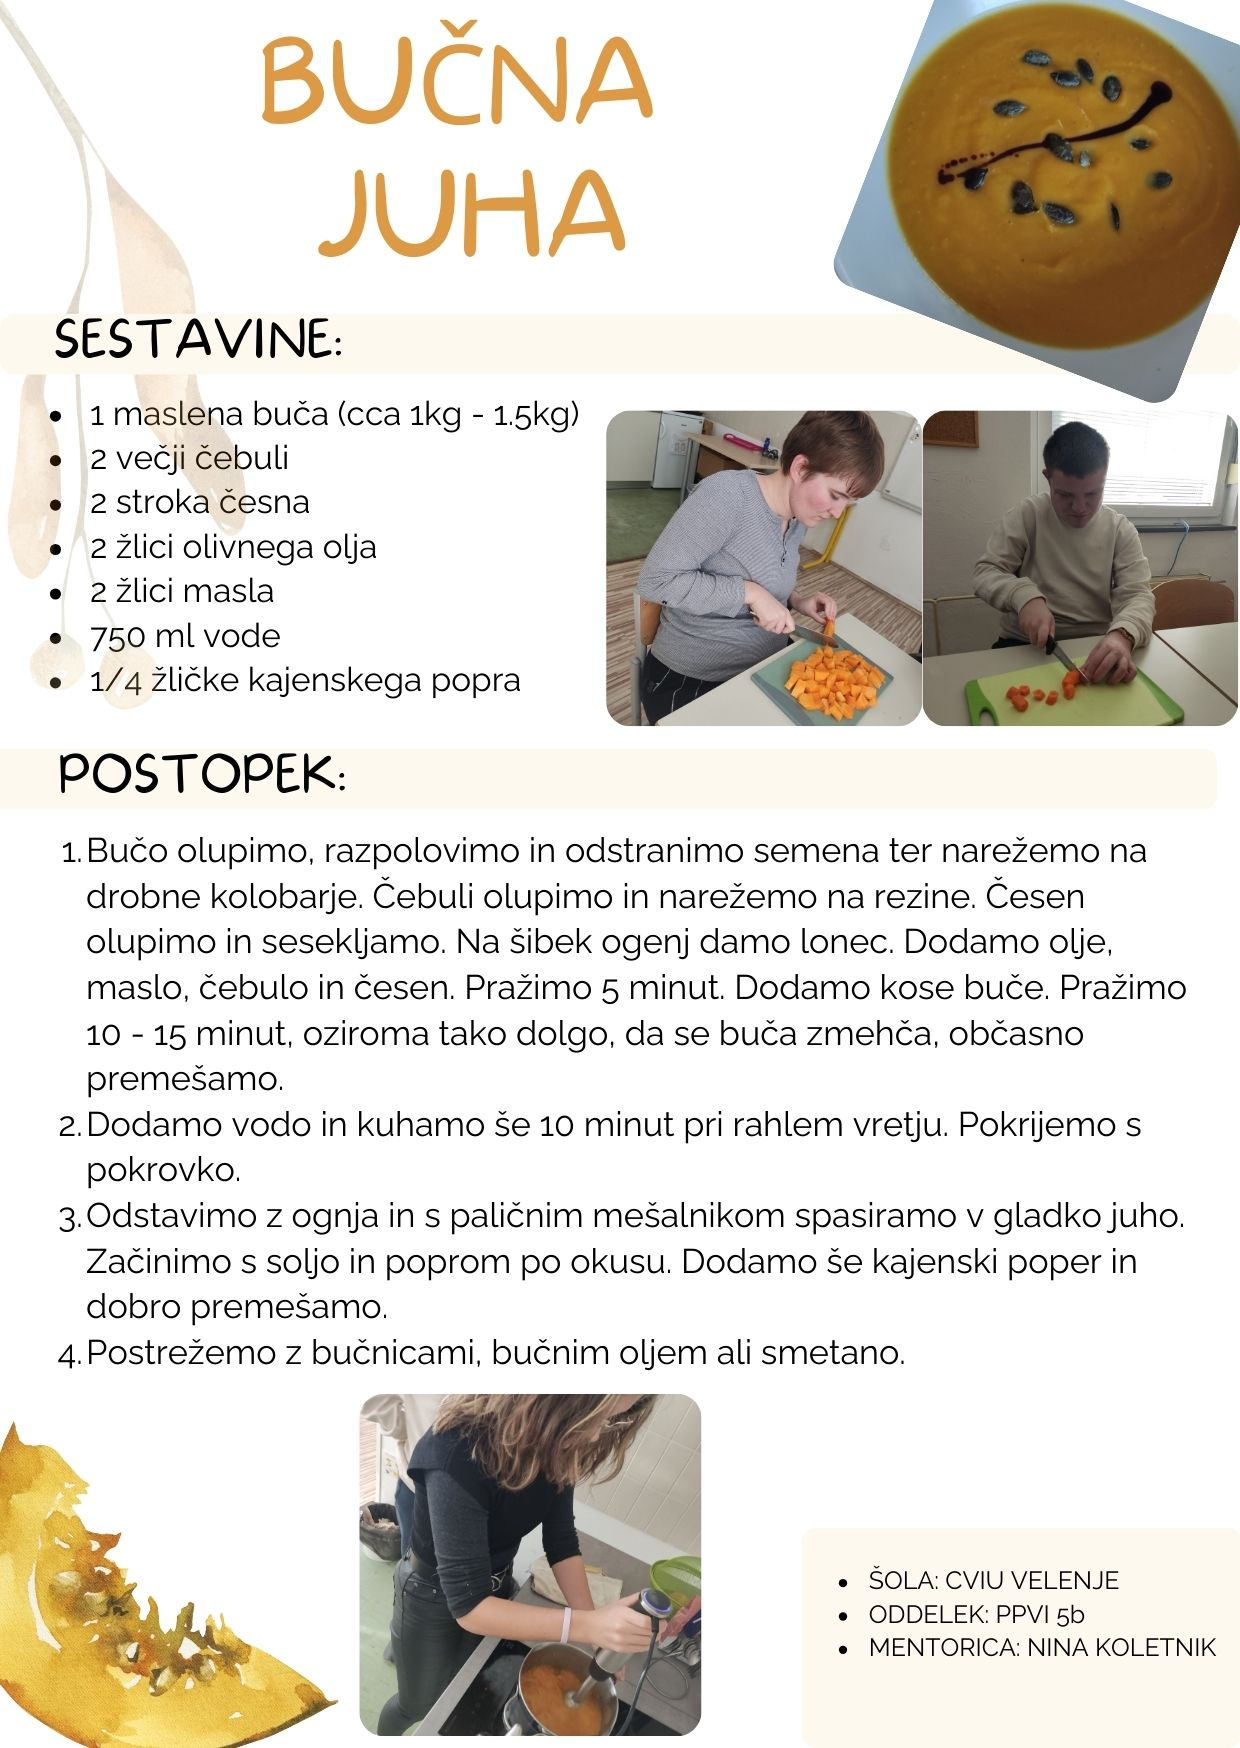 BUČNA
JUHA
SESTAVINE:
• 1 maslena buča (cca 1kg - 1.5kg)
• 2 večji čebuli
• 2 stroka česna
• 2 žlici olivnega olja
• 2 žlici masla
• 750 ml vode
• 1/4 žličke kajenskega popra
POSTOPEK:
1. Bučo olupimo, razpolovimo in odstranimo semena ter narežemo na
drobne kolobarje. Čebuli olupimo in narežemo na rezine. Česen
olupimo in sesekljamo. Na šibek ogenj damo lonec. Dodamo olje,
maslo, čebulo in česen. Pražimo 5 minut. Dodamo kose buče. Pražimo
10 - 15 minut, oziroma tako dolgo, da se buča zmehča, občasno
premešamo.
2. Dodamo vodo in kuhamo še 10 minut pri rahlem vretju. Pokrijemo s
pokrovko.
3. Odstavimo z ognja in s paličnim mešalnikom spasiramo v gladko juho.
Začinimo s soljo in poprom po okusu. Dodamo še kajenski poper in
dobro premešamo.
4. Postrežemo z bučnicami, bučnim oljem ali smetano.
• ŠOLA: CVIU VELENJE
• ODDELEK: PPVI 5b
• MENTORICA: NINA KOLETNIK